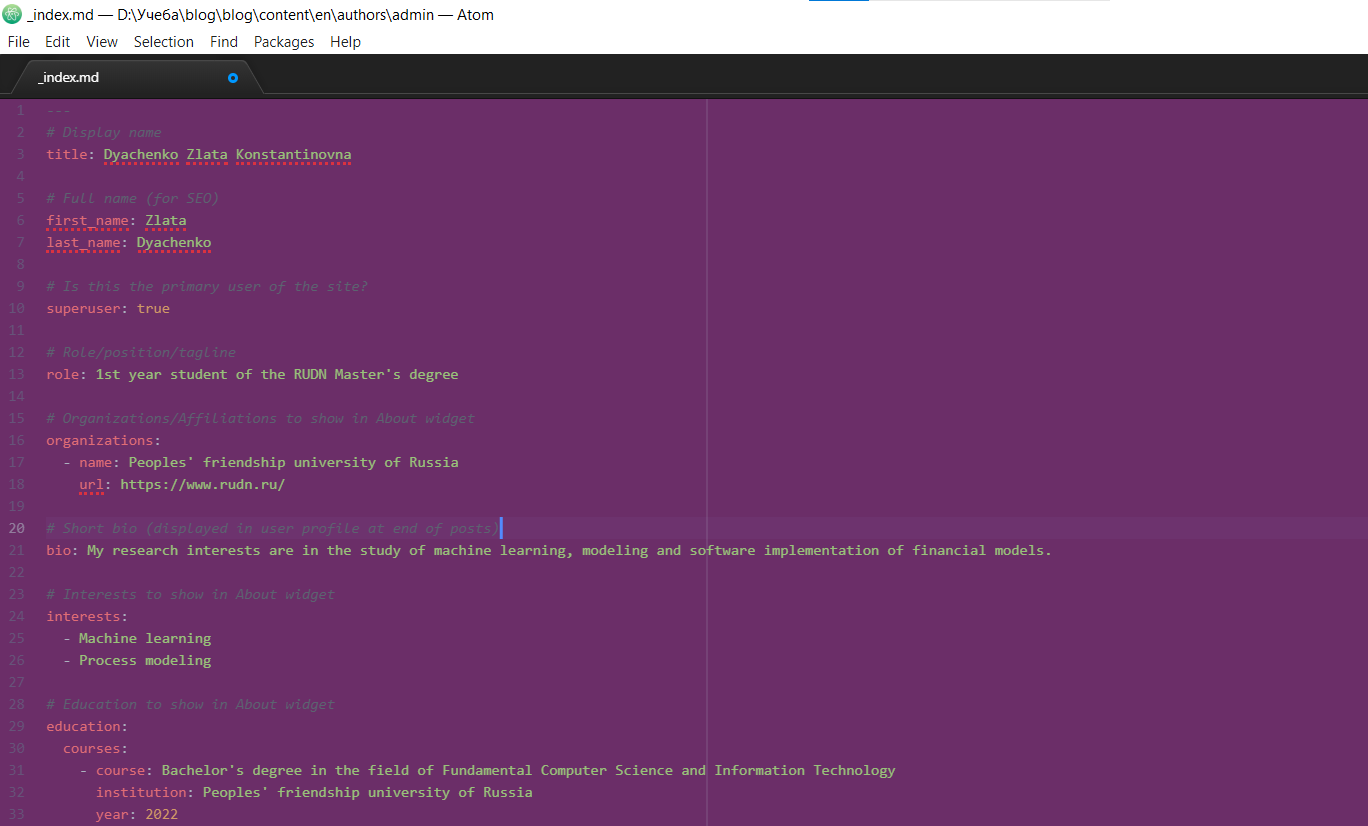 _index.md — D:\Учеба\blog\blog\content\en\authors\admin — Atom
File Edit View Selection Find Packages Help
_index.md
1 ---
2 # Display name
3 title: Dyachenko Zlata Konstantinovna
4
5 # Full name (for SEO)
6 first_name: Zlata
7 last_name: Dyachenko
8
9 # Is this the primary user of the site?
10 superuser: true
11
12 # Role/position/tagline
13 role: 1st year student of the RUDN Master's degree
14
15 # Organizations/Affiliations to show in About widget
16 organizations:
17   - name: Peoples' friendship university of Russia
18     url: https://www.rudn.ru/
19
20 # Short bio (displayed in user profile at end of posts)
21 bio: My research interests are in the study of machine learning, modeling and software implementation of financial models.
22
23 # Interests to show in About widget
24 interests:
25   - Machine learning
26   - Process modeling
27
28 # Education to show in About widget
29 education:
30   courses:
31     - course: Bachelor's degree in the field of Fundamental Computer Science and Information Technology
32       institution: Peoples' friendship university of Russia
33       year: 2022